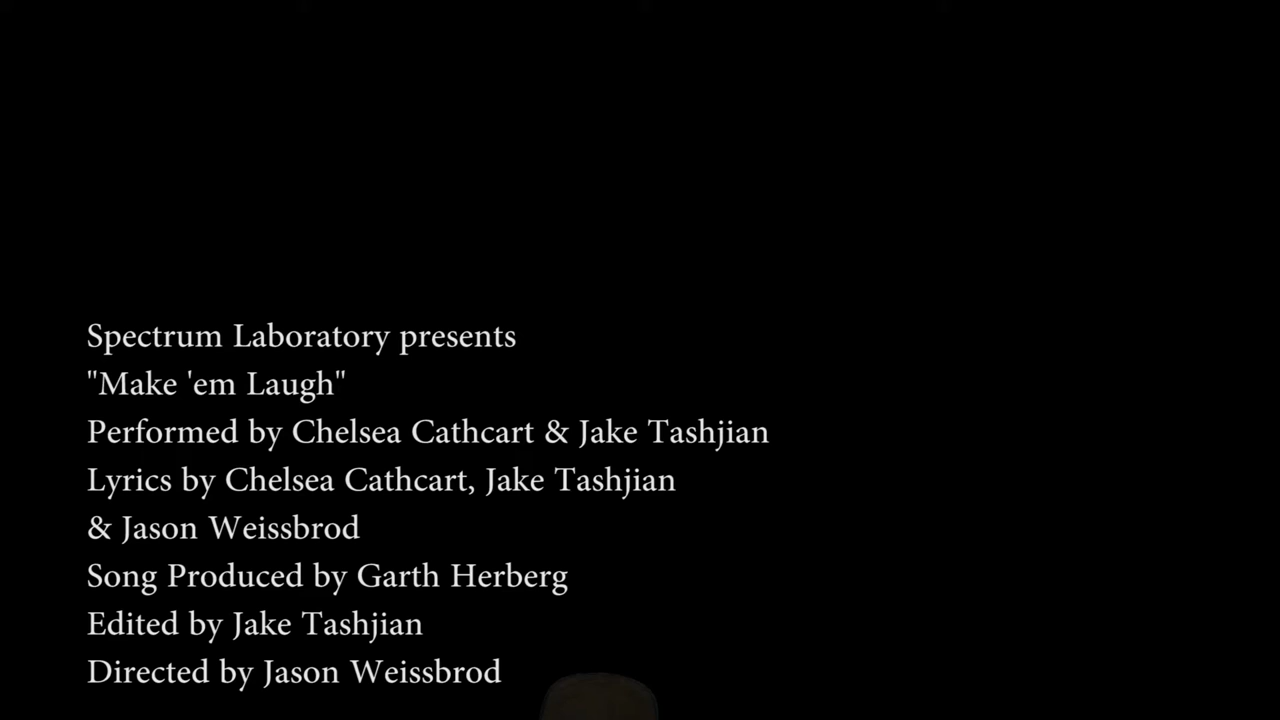 Spectrum Laboratory presents
"Make 'em Laugh"
Performed by Chelsea Cathcart & Jake Tashjian
Lyrics by Chelsea Cathcart, Jake Tashjian
& Jason Weissbrod
Song Produced by Garth Herberg
Edited by Jake Tashjian
Directed by Jason Weissbrod